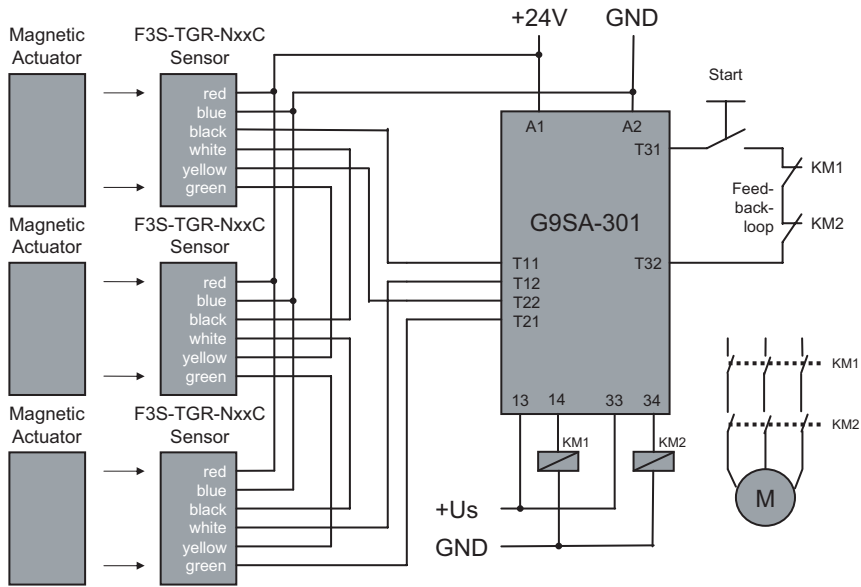 +24V GND
Magnetic Actuator
F3S-TGR-NxxC Sensor
red
blue
black
white
yellow
green
Magnetic Actuator
F3S-TGR-NxxC Sensor
red
blue
black
white
yellow
green
Magnetic Actuator
F3S-TGR-NxxC Sensor
red
blue
black
white
yellow
green
A1 A2
T31
G9SA-301
T11
T12
T22
T21
T32
13 14 33 34
Start
KM1
Feed-
back-
loop
KM2
KM1 KM2
+Us
GND
KM1
KM2
M